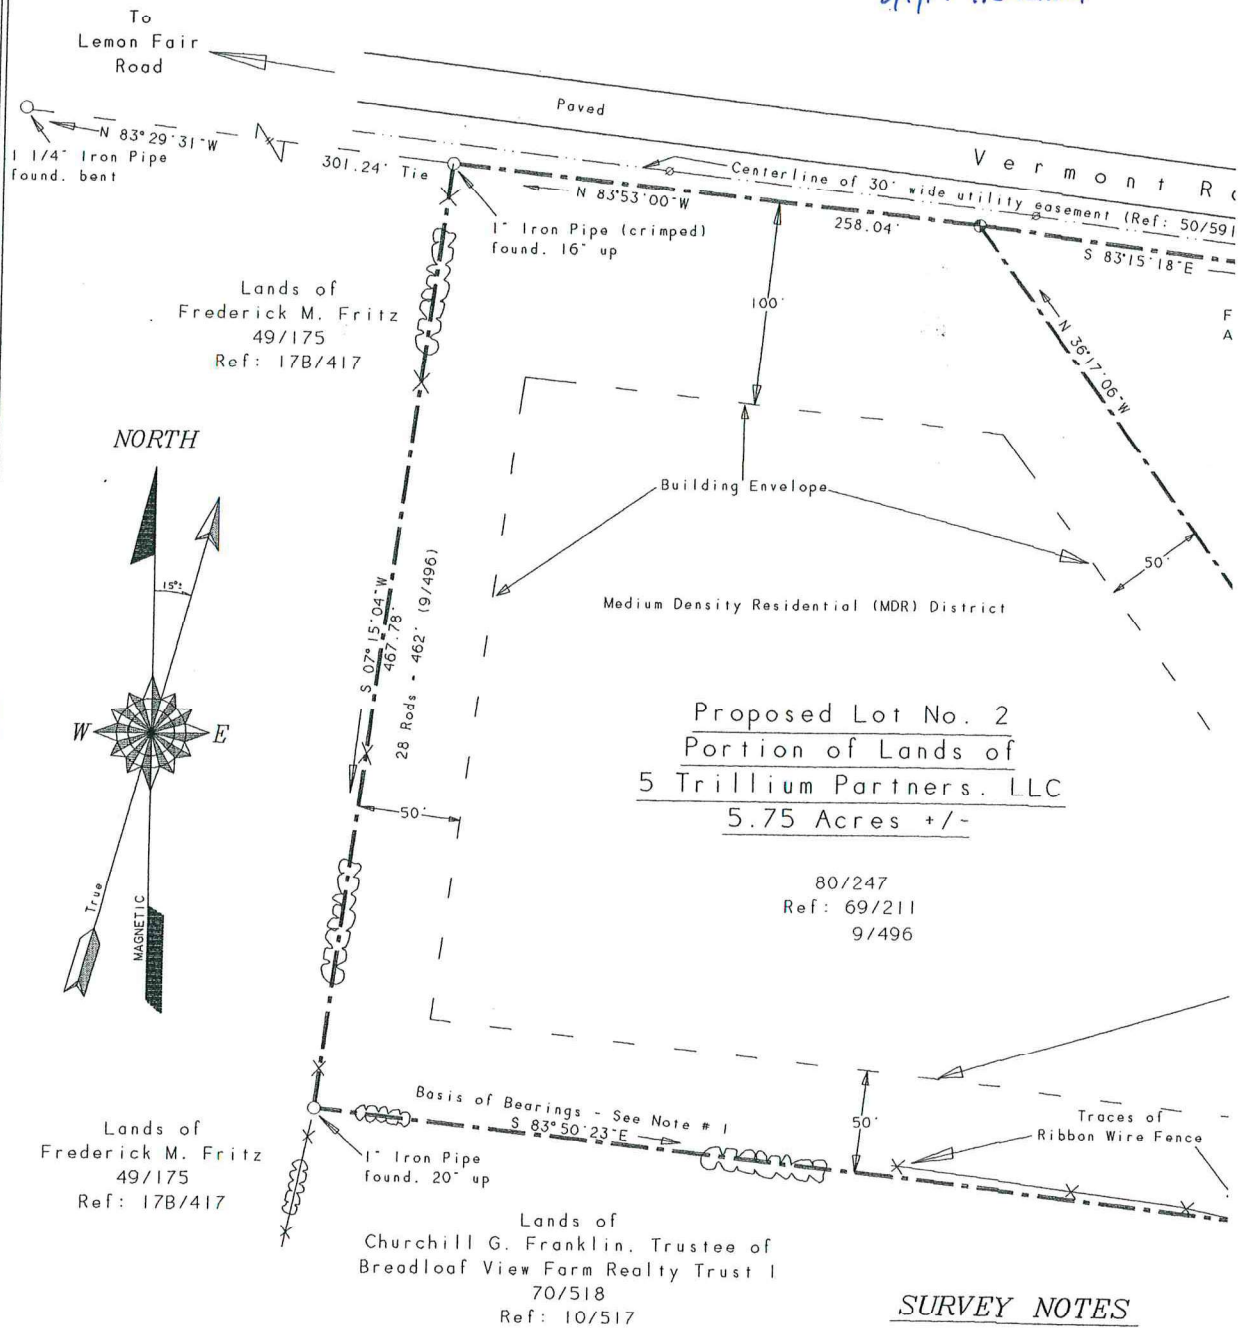 To
Lemon Fair
Road
Paved
N 83°29'31"W
1 1/4" Iron Pipe
found, bent
301.24' Tie
Vermont
Centerline of 30' wide utility easement (Ref: 50/591
N 83°53'00"W
258.04'
S 83°15'18"E
1" Iron Pipe (crimped)
found, 16" up
Lands of
Frederick M. Fritz
49/175
Ref: 17B/417
100'
F
A
N 36°17'06"W
NORTH
15°±
W
E
True
MAGNETIC
Building Envelope
50'
S 07°15'04"W
467.78'
28 Rods - 462' (9/496)
Medium Density Residential (MDR) District
Proposed Lot No. 2
Portion of Lands of
5 Trillium Partners, LLC
5.75 Acres +/-
50'
80/247
Ref: 69/211
9/496
Basis of Bearings - See Note # 1
S 83°50'23"E
50'
Traces of
Ribbon Wire Fence
Lands of
Frederick M. Fritz
49/175
Ref: 17B/417
1" Iron Pipe
found, 20" up
Lands of
Churchill G. Franklin, Trustee of
Breadloaf View Farm Realty Trust I
70/518
Ref: 10/517
SURVEY NOTES